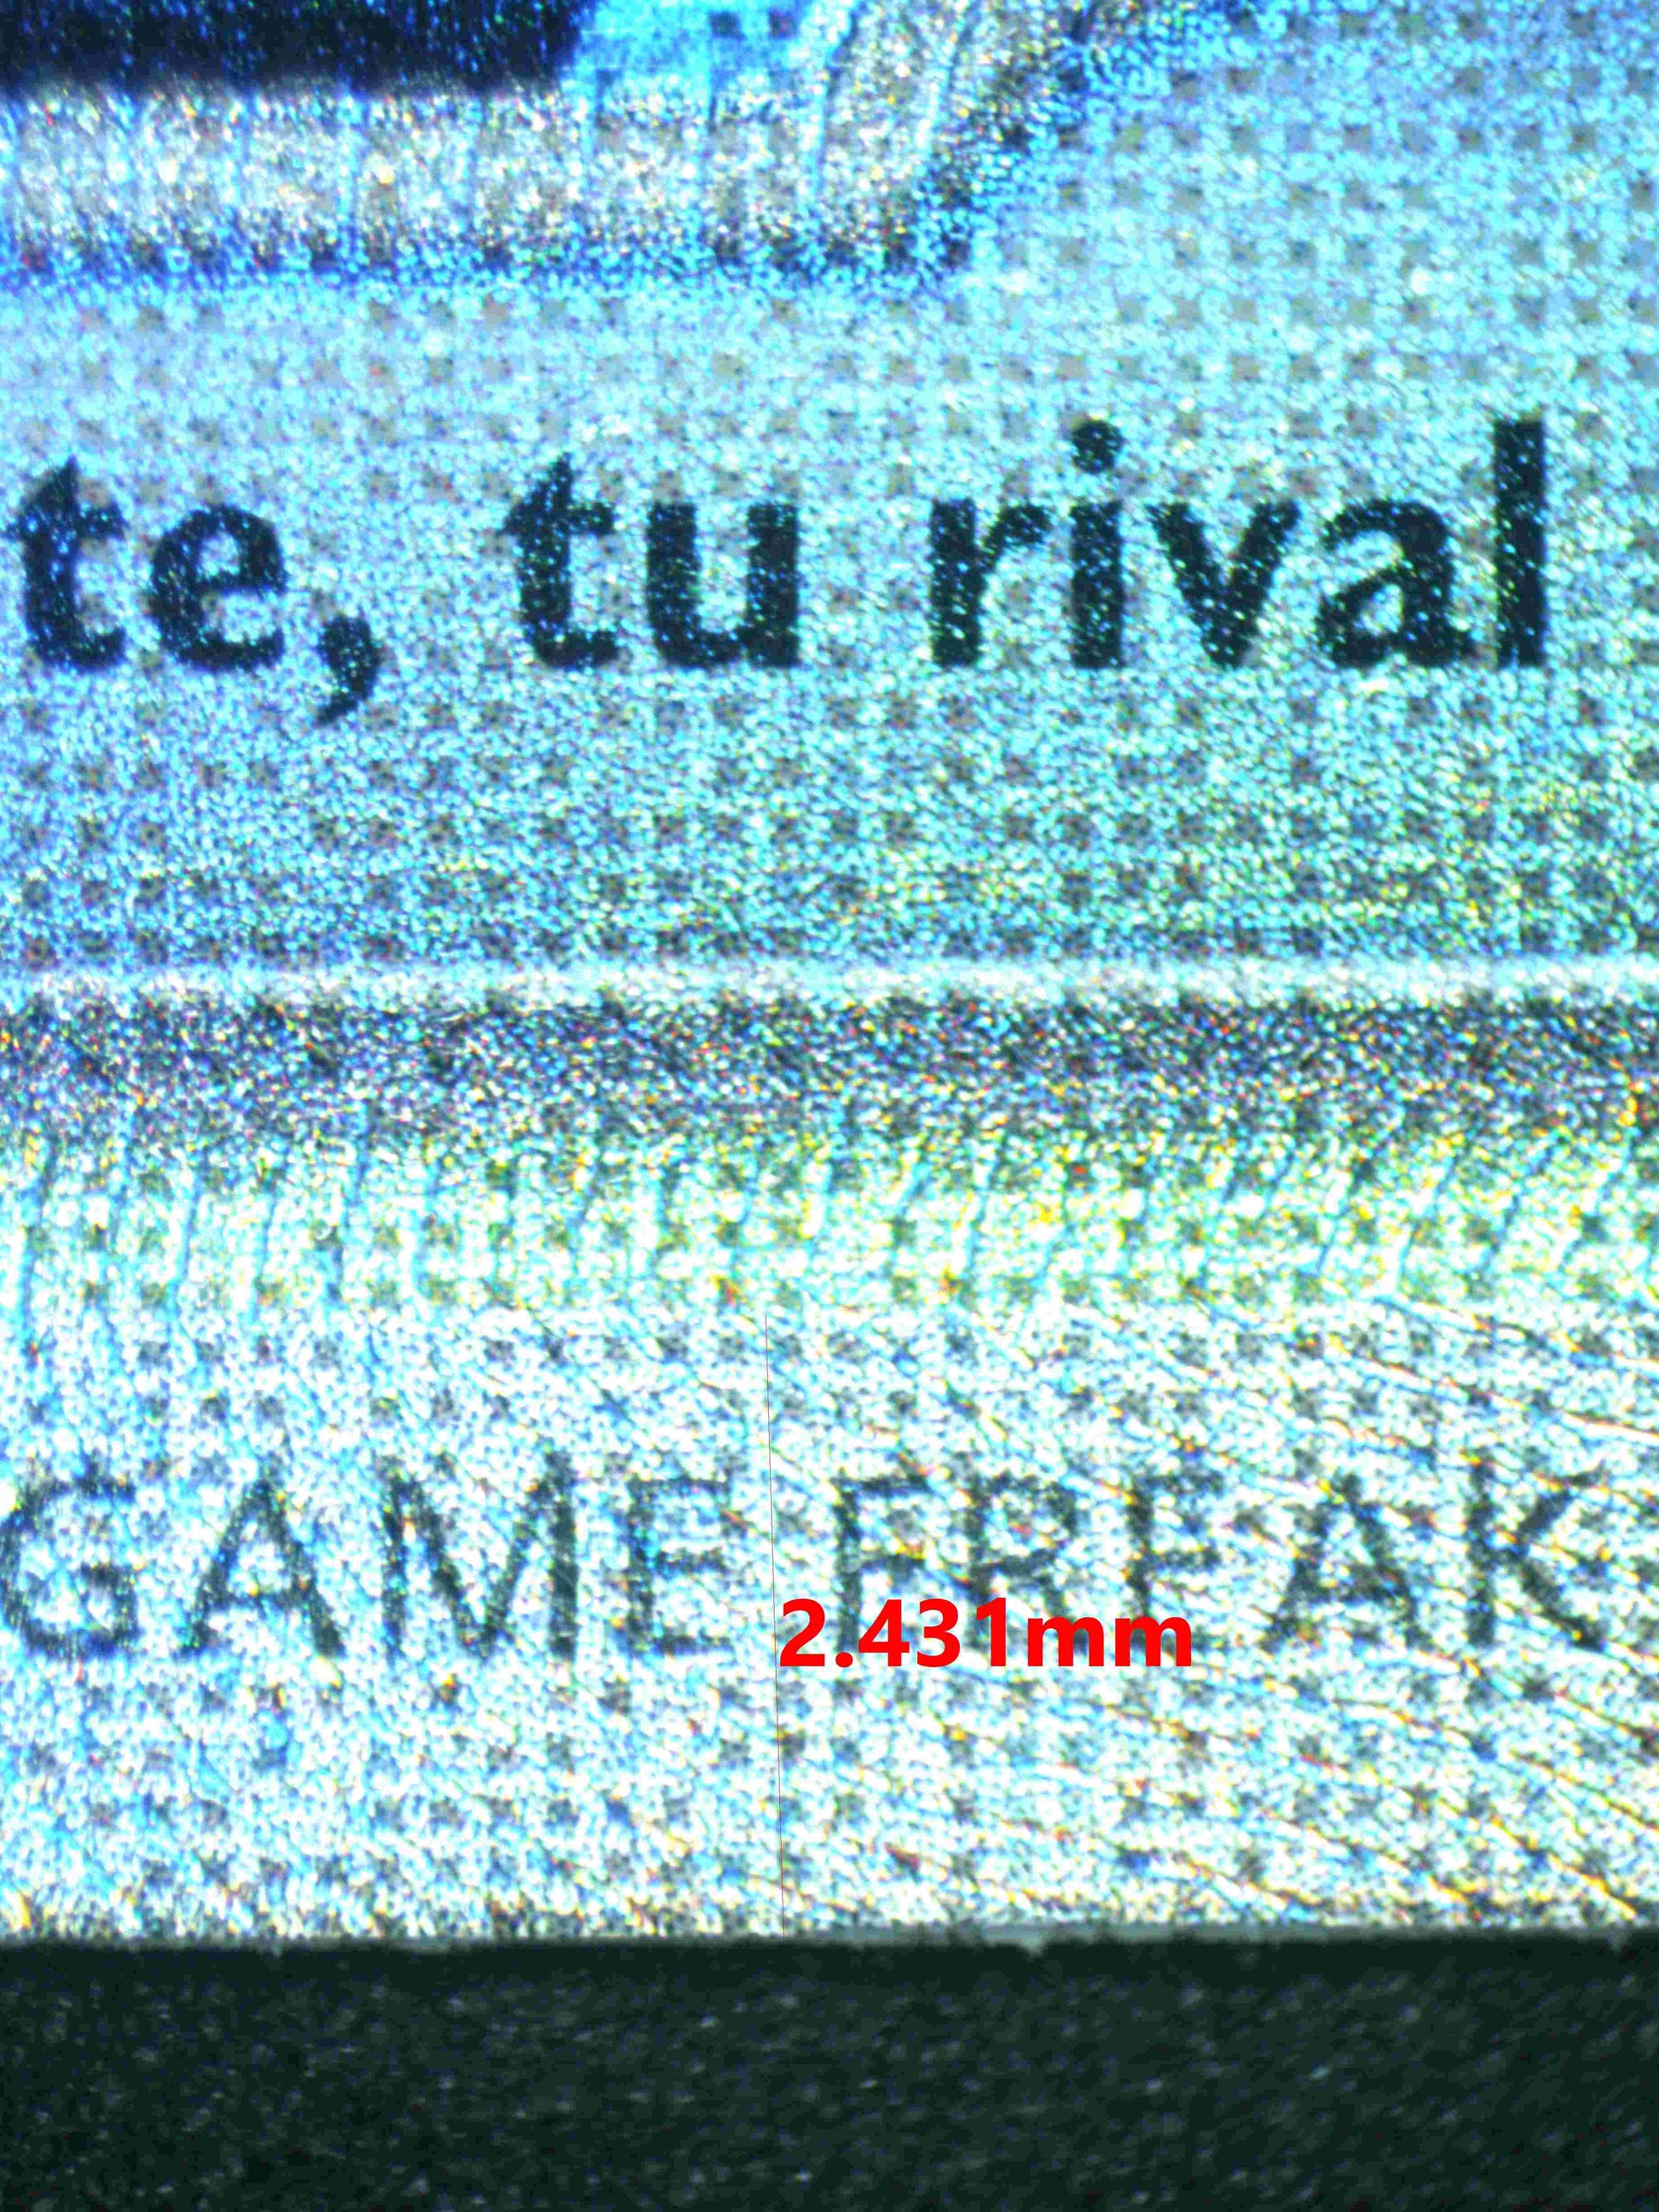 te, tu rival
GAME FREAK
2.431mm